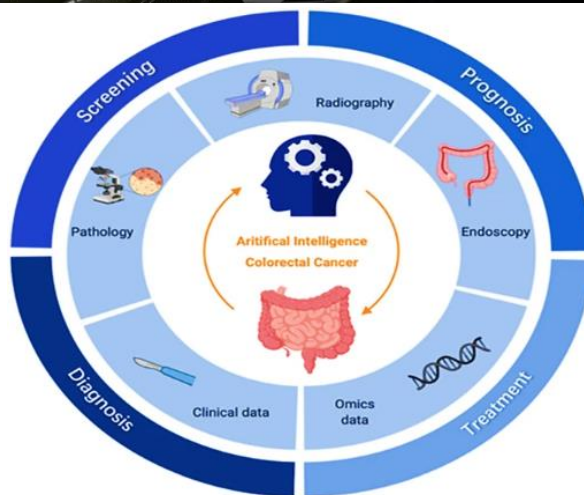 Screening
Prognosis
Radiography
Pathology
Endoscopy
Aritifical Intelligence
Colorectal Cancer
Clinical data
Omics
data
Diagnosis
Treatment